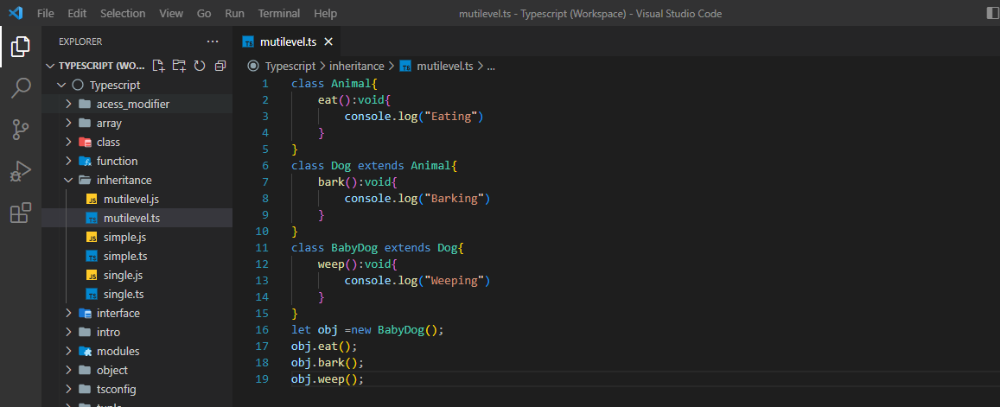 File Edit Selection View Go Run Terminal Help mutilevel.ts - Typescript (Workspace) - Visual Studio Code
EXPLORER
TYPESCRIPT (WO...
Typescript
acess_modifier
array
class
function
inheritance
mutilevel.js
mutilevel.ts
simple.js
simple.ts
single.js
single.ts
interface
intro
modules
object
tsconfig
mutilevel.ts
Typescript > inheritance > mutilevel.ts > ...
1 class Animal{
2 eat():void{
3 console.log("Eating")
4 }
5 }
6 class Dog extends Animal{
7 bark():void{
8 console.log("Barking")
9 }
10 }
11 class BabyDog extends Dog{
12 weep():void{
13 console.log("Weeping")
14 }
15 }
16 let obj =new BabyDog();
17 obj.eat();
18 obj.bark();
19 obj.weep();